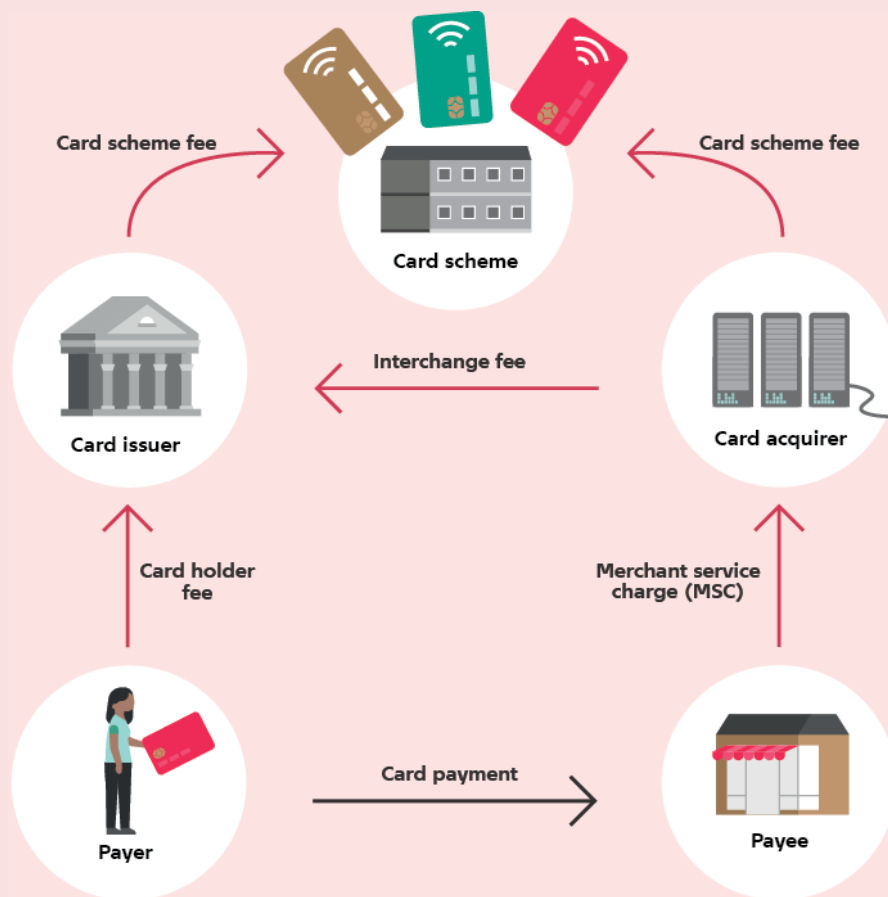 Card scheme fee
Card scheme fee
Card scheme
Interchange fee
Card issuer
Card acquirer
Card holder
fee
Merchant service
charge (MSC)
Card payment
Payer
Payee